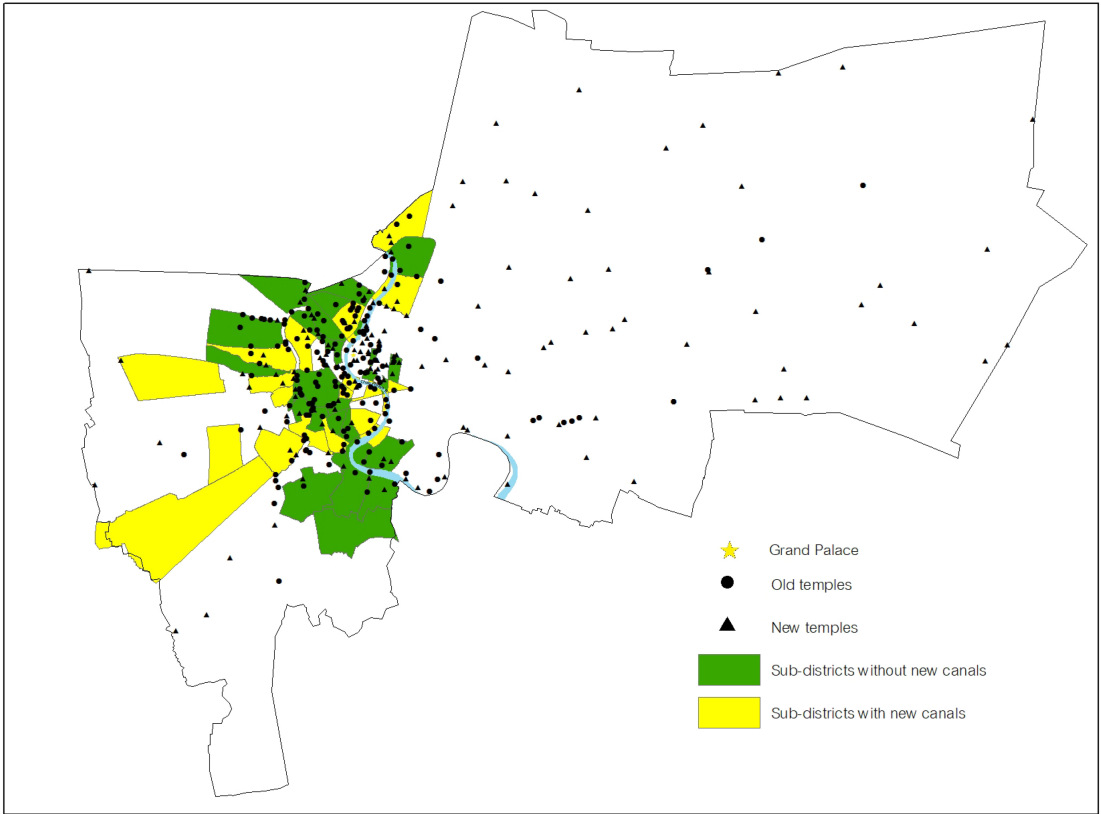 Grand Palace
Old temples
New temples
Sub-districts without new canals
Sub-districts with new canals